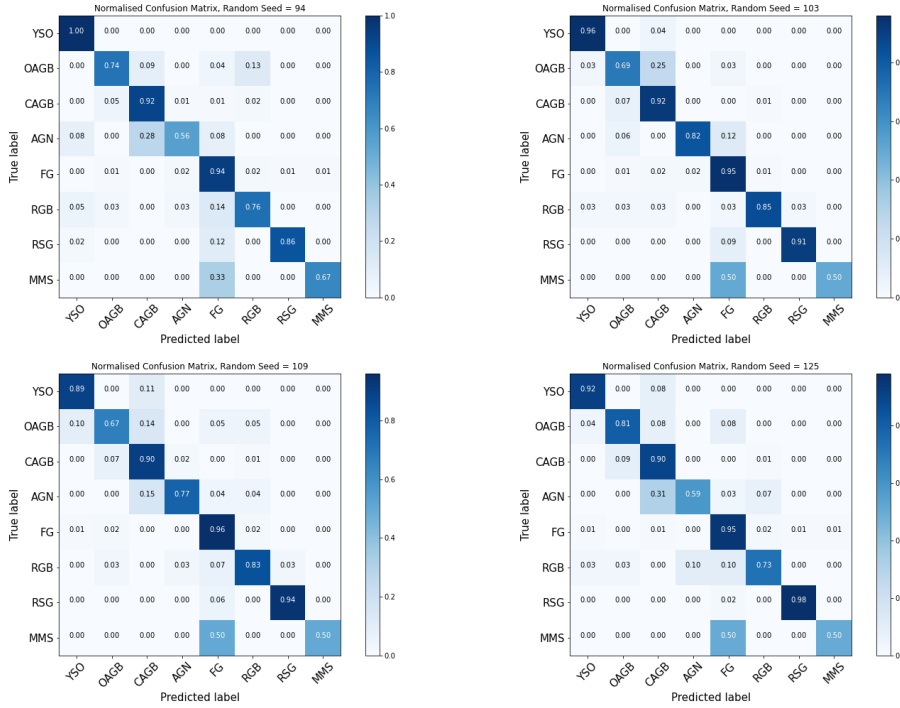 Normalised Confusion Matrix, Random Seed = 94
True label
YSO 1.00 0.00 0.00 0.00 0.00 0.00 0.00 0.00
OAGB 0.00 0.74 0.09 0.00 0.04 0.13 0.00 0.00
CAGB 0.00 0.05 0.92 0.01 0.01 0.02 0.00 0.00
AGN 0.08 0.00 0.28 0.56 0.08 0.00 0.00 0.00
FG 0.00 0.01 0.00 0.02 0.94 0.02 0.01 0.01
RGB 0.05 0.03 0.00 0.03 0.14 0.76 0.00 0.00
RSG 0.02 0.00 0.00 0.00 0.12 0.00 0.86 0.00
MMS 0.00 0.00 0.00 0.00 0.33 0.00 0.00 0.67
YSO OAGB CAGB AGN FG RGB RSG MMS
Predicted label
1.0
0.8
0.6
0.4
0.2
0.0
Normalised Confusion Matrix, Random Seed = 103
True label
YSO 0.96 0.00 0.04 0.00 0.00 0.00 0.00 0.00
OAGB 0.03 0.69 0.25 0.00 0.03 0.00 0.00 0.00
CAGB 0.00 0.07 0.92 0.00 0.00 0.01 0.00 0.00
AGN 0.00 0.06 0.00 0.82 0.12 0.00 0.00 0.00
FG 0.00 0.01 0.02 0.02 0.95 0.00 0.01 0.00
RGB 0.03 0.03 0.03 0.00 0.03 0.85 0.03 0.00
RSG 0.00 0.00 0.00 0.00 0.09 0.00 0.91 0.00
MMS 0.00 0.00 0.00 0.00 0.50 0.00 0.00 0.50
YSO OAGB CAGB AGN FG RGB RSG MMS
Predicted label
0
0
0
0
0
Normalised Confusion Matrix, Random Seed = 109
True label
YSO 0.89 0.00 0.11 0.00 0.00 0.00 0.00 0.00
OAGB 0.10 0.67 0.14 0.00 0.05 0.05 0.00 0.00
CAGB 0.00 0.07 0.90 0.02 0.00 0.01 0.00 0.00
AGN 0.00 0.00 0.15 0.77 0.04 0.04 0.00 0.00
FG 0.01 0.02 0.00 0.00 0.96 0.02 0.00 0.00
RGB 0.00 0.03 0.00 0.03 0.07 0.83 0.03 0.00
RSG 0.00 0.00 0.00 0.00 0.06 0.00 0.94 0.00
MMS 0.00 0.00 0.00 0.00 0.50 0.00 0.00 0.50
YSO OAGB CAGB AGN FG RGB RSG MMS
Predicted label
0.8
0.6
0.4
0.2
0.0
Normalised Confusion Matrix, Random Seed = 125
True label
YSO 0.92 0.00 0.08 0.00 0.00 0.00 0.00 0.00
OAGB 0.04 0.81 0.08 0.00 0.08 0.00 0.00 0.00
CAGB 0.00 0.09 0.90 0.00 0.00 0.01 0.00 0.00
AGN 0.00 0.00 0.31 0.59 0.03 0.07 0.00 0.00
FG 0.01 0.00 0.01 0.00 0.95 0.02 0.01 0.01
RGB 0.03 0.03 0.00 0.10 0.10 0.73 0.00 0.00
RSG 0.00 0.00 0.00 0.00 0.02 0.00 0.98 0.00
MMS 0.00 0.00 0.00 0.00 0.50 0.00 0.00 0.50
YSO OAGB CAGB AGN FG RGB RSG MMS
Predicted label
0
0
0
0
0